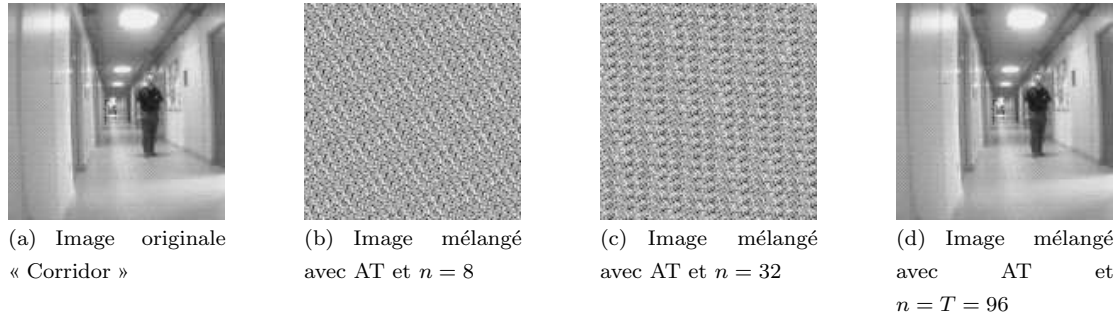 (a) Image originale
« Corridor »
(b) Image mélangé
avec AT et n = 8
(c) Image mélangé
avec AT et n = 32
(d) Image mélangé
avec AT et
n = T = 96